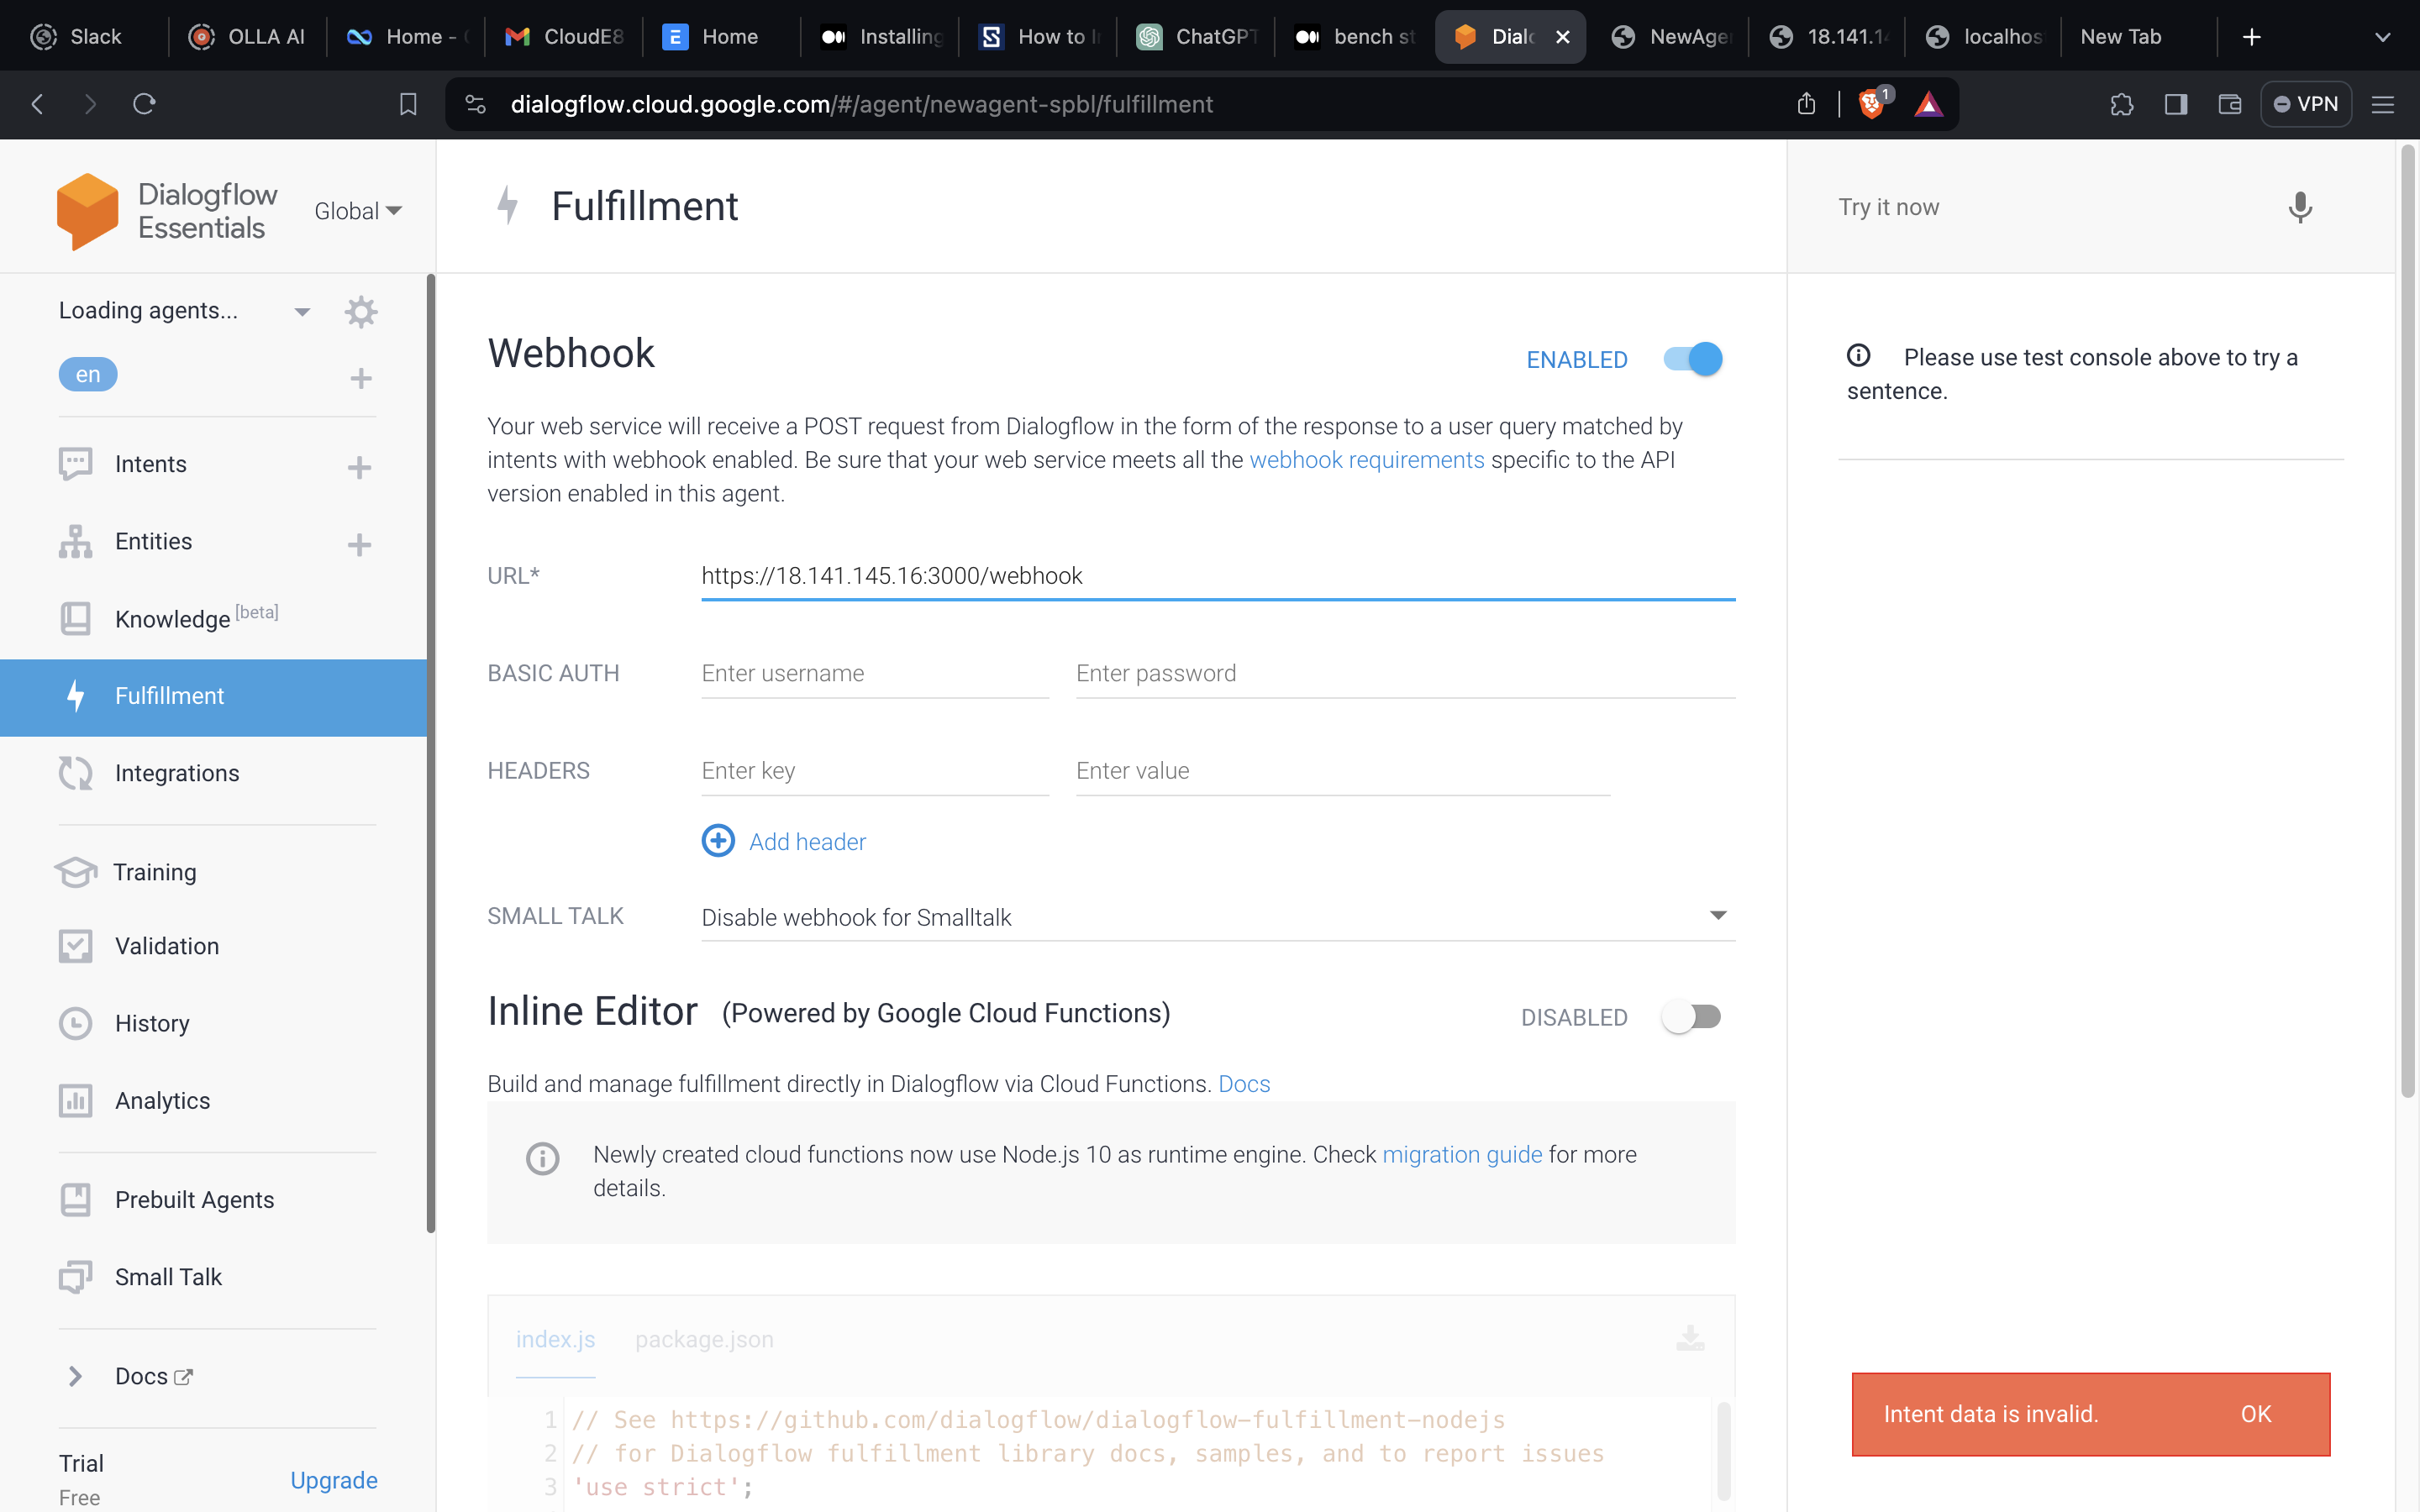 Slack
OLLA AI
Home -
CloudE8
Home
Installing
How to I
ChatGPT
bench st
Dial
NewAge
18.141.1
localhos
New Tab
dialogflow.cloud.google.com/#/agent/newagent-spbl/fulfillment
1
VPN
Dialogflow
Essentials
Global
Fulfillment
Try it now
Loading agents...
en
Intents
Entities
Knowledge [beta]
Fulfillment
Integrations
Training
Validation
History
Analytics
Prebuilt Agents
Small Talk
Docs
Trial
Free
Upgrade
Webhook
ENABLED
Your web service will receive a POST request from Dialogflow in the form of the response to a user query matched by
intents with webhook enabled. Be sure that your web service meets all the webhook requirements specific to the API
version enabled in this agent.
URL*
https://18.141.145.16:3000/webhook
BASIC AUTH
Enter username
Enter password
HEADERS
Enter key
Enter value
Add header
SMALL TALK
Disable webhook for Smalltalk
Inline Editor (Powered by Google Cloud Functions)
DISABLED
Build and manage fulfillment directly in Dialogflow via Cloud Functions. Docs
Newly created cloud functions now use Node.js 10 as runtime engine. Check migration guide for more
details.
index.js
package.json
1 // See https://github.com/dialogflow/dialogflow-fulfillment-nodejs
2 // for Dialogflow fulfillment library docs, samples, and to report issues
3 'use strict';
Please use test console above to try a
sentence.
Intent data is invalid.
OK